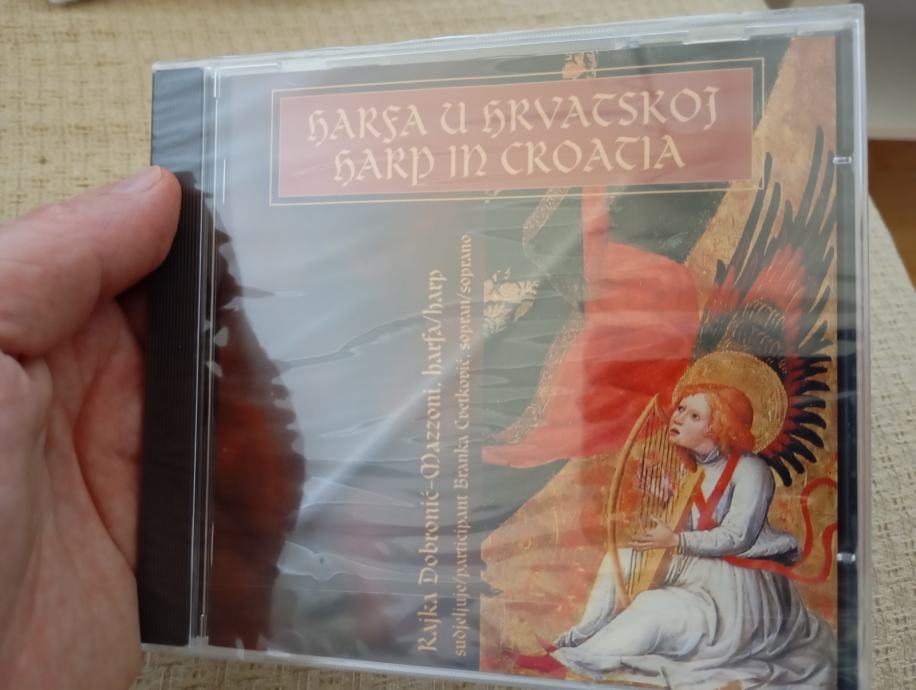 HARFA U HRVATSKOJ
HARP IN CROATIA
Rajka Dobronić-Mazzoni, harfa/harp
sudjeluje/participant Branka Cvetković, sopran/soprano